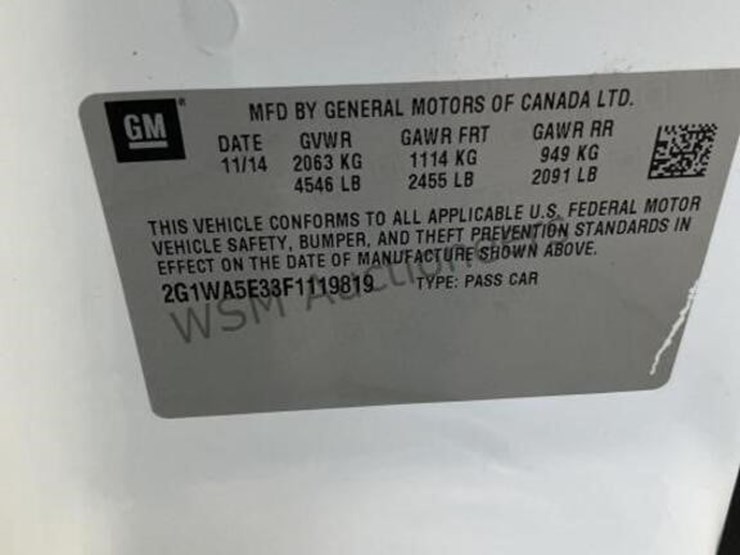 GM
MFD BY GENERAL MOTORS OF CANADA LTD.
DATE GVWR GAWR FRT GAWR RR
11/14 2063 KG 1114 KG 949 KG
4546 LB 2455 LB 2091 LB
THIS VEHICLE CONFORMS TO ALL APPLICABLE U.S. FEDERAL MOTOR
VEHICLE SAFETY, BUMPER, AND THEFT PREVENTION STANDARDS IN
EFFECT ON THE DATE OF MANUFACTURE SHOWN ABOVE.
2G1WA5E33F1119819 TYPE: PASS CAR